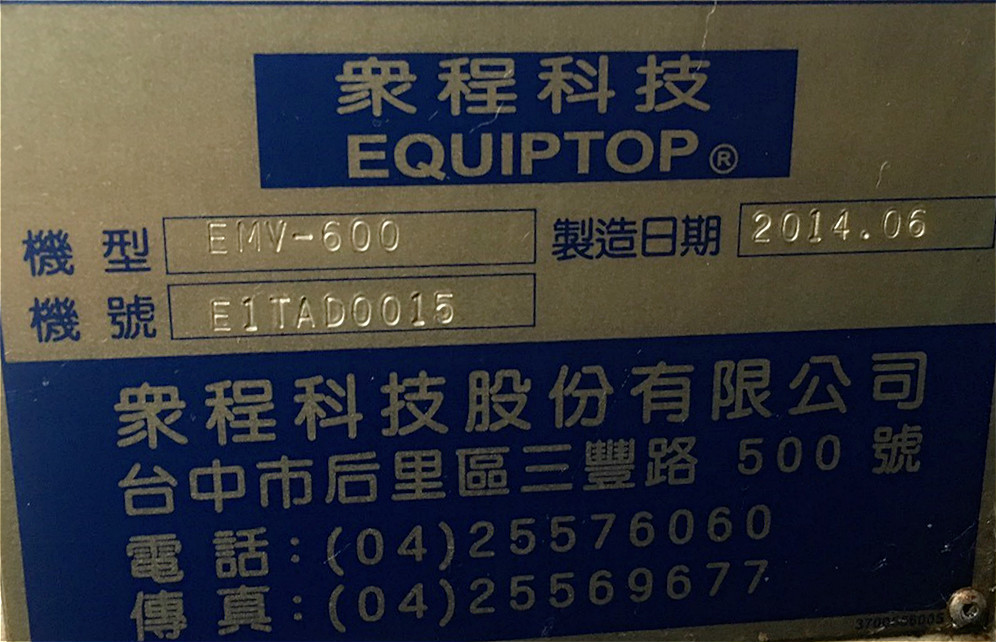 衆程科技
EQUIPTOP®
機型 EMV-600 製造日期 2014.06
機號 E1TAD0015
衆程科技股份有限公司
台中市后里區三豐路 500 號
電話:(04)25576060
傳真:(04)25569677